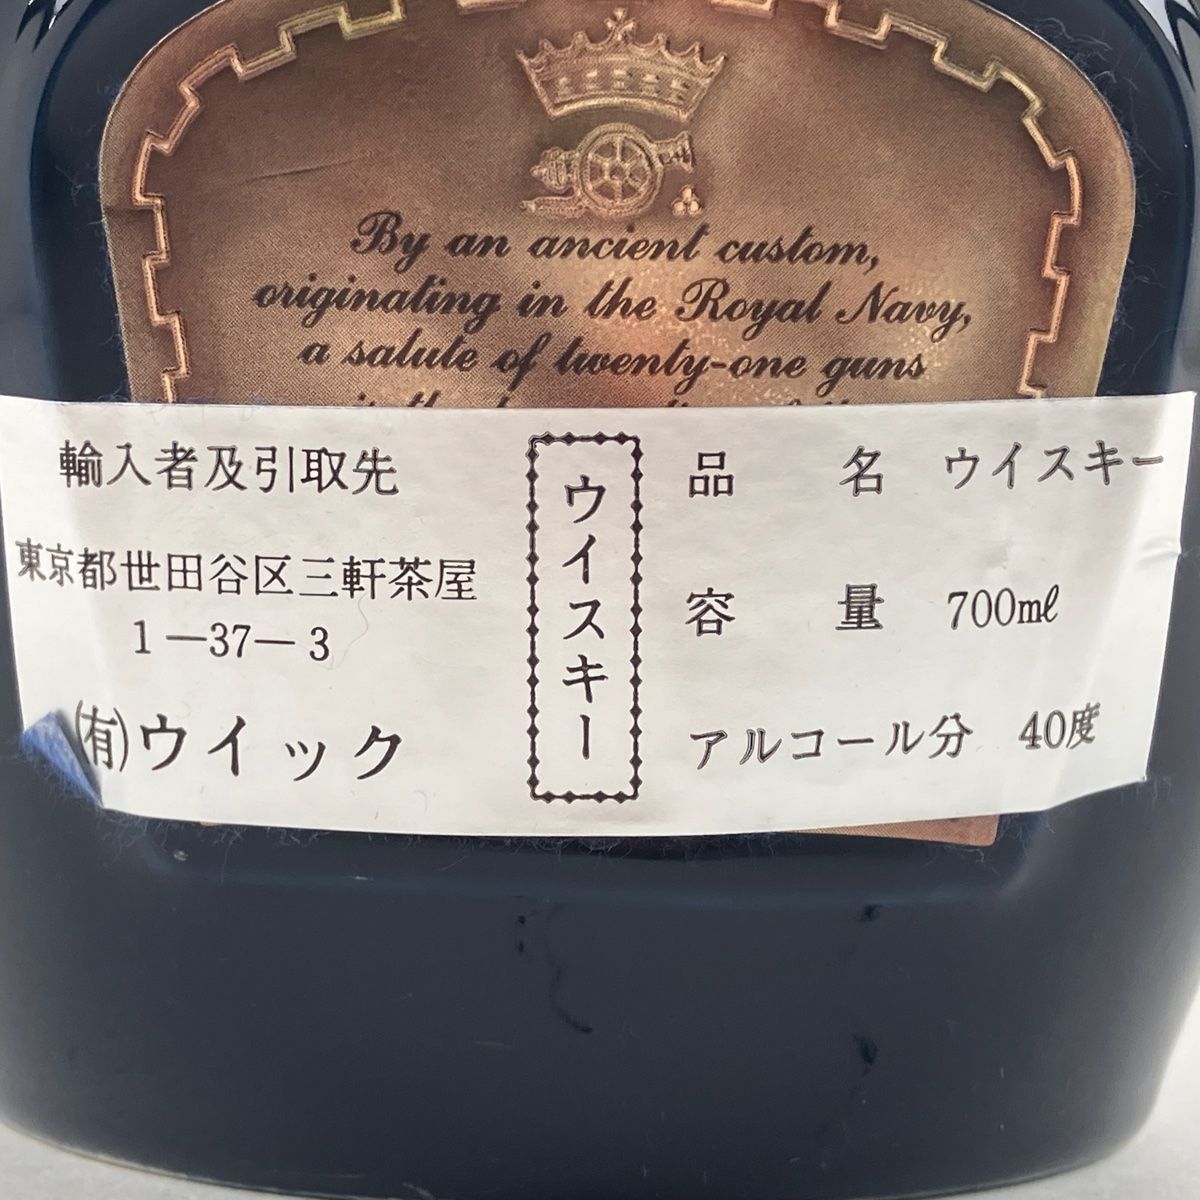 By an ancient custom,
originating in the Royal Navy,
a salute of twenty-one guns
輸入者及引取先
東京都世田谷区三軒茶屋
1－37－3
㈲ウイック
ウイスキー
品 名 ウイスキー
容 量 700mℓ
アルコール分 40度